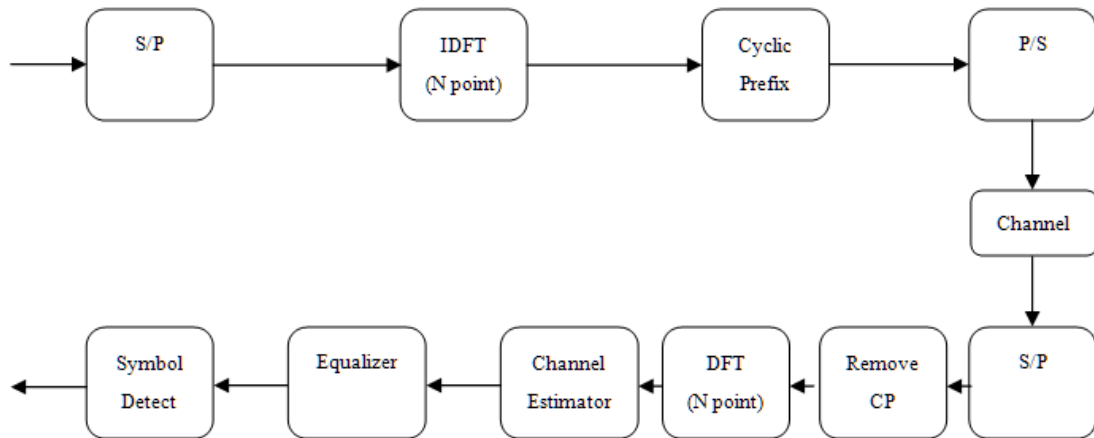 S/P
IDFT
(N point)
Cyclic
Prefix
P/S
Channel
Symbol
Detect
Equalizer
Channel
Estimator
DFT
(N point)
Remove
CP
S/P